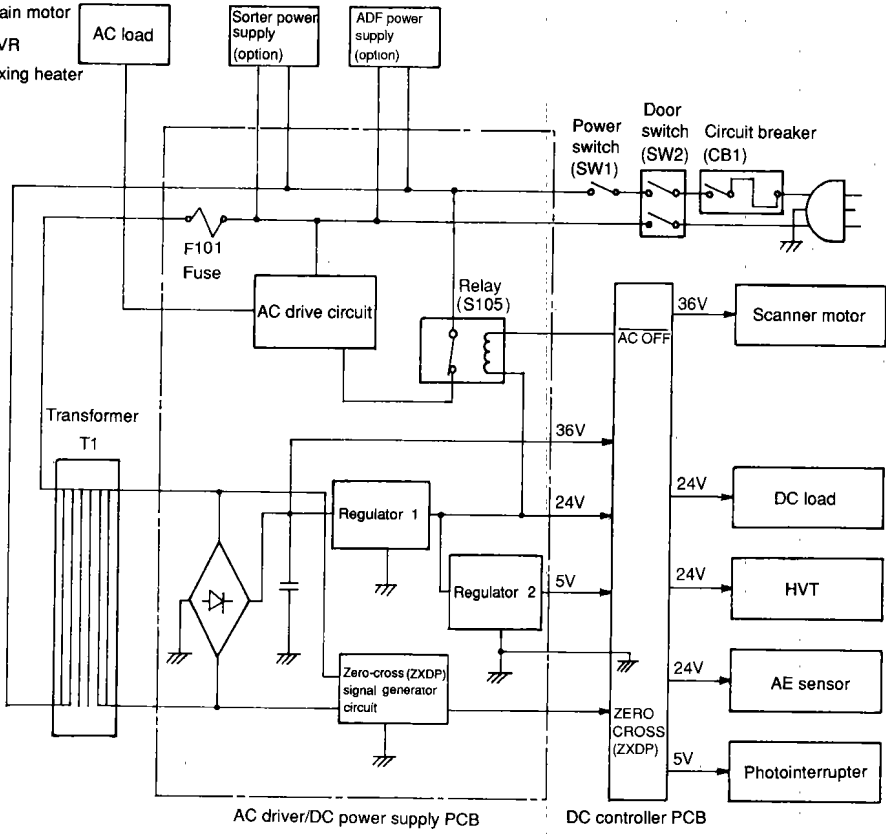 ain motor
VR
xing heater
AC load
Sorter power
supply
(option)
ADF power
supply
(option)
Power
switch
(SW1)
Door
switch
(SW2)
Circuit breaker
(CB1)
F101
Fuse
AC drive circuit
Relay
(S105)
AC OFF
36V
Scanner motor
Transformer
T1
36V
Regulator 1
24V
24V
DC load
Regulator 2
5V
24V
HVT
Zero-cross (ZXDP)
signal generator
circuit
24V
AE sensor
ZERO
CROSS
(ZXDP)
5V
Photointerrupter
AC driver/DC power supply PCB
DC controller PCB